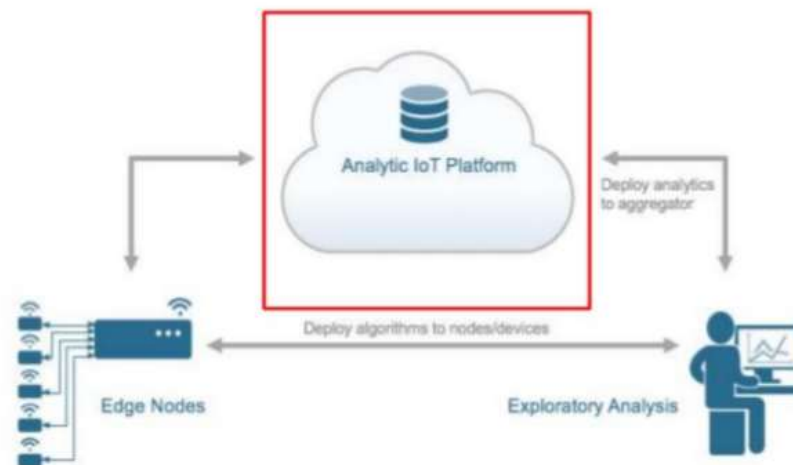 Analytic IoT Platform
Deploy analytics
to aggregator
Deploy algorithms to nodes/devices
Edge Nodes
Exploratory Analysis